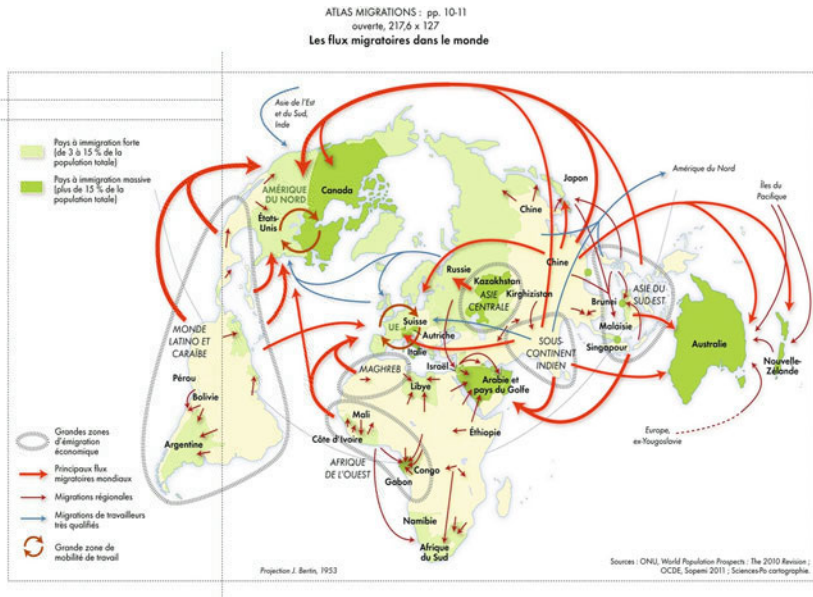 ATLAS MIGRATIONS : pp. 10-11
ouverte, 217,6 x 127
Les flux migratoires dans le monde
Asie de l'Est
et du Sud,
Inde
Pays à immigration forte
(de 3 à 15 % de la
population totale)
Pays à immigration massive
(plus de 15 % de la
population totale)
AMÉRIQUE
DU NORD
Canada
États-
Unis
Japon
Chine
Amérique du Nord
Îles du
Pacifique
Russie
Chine
Kazakhstan
ASIE
CENTRALE
Kirghizistan
ASIE DU
SUD-EST
Brunei
Malaisie
Singapour
UE
Suisse
Autriche
Italie
SOUS-
CONTINENT
INDIEN
Australie
Nouvelle-
Zélande
MONDE
LATINO ET
CARAÏBE
MAGHREB
Israël
Libye
Arabie et
pays du Golfe
Pérou
Bolivie
Argentine
Mali
Côte d'Ivoire
AFRIQUE
DE L'OUEST
Éthiopie
Congo
Gabon
Namibie
Afrique
du Sud
Europe,
ex-Yougoslavie
Grandes zones
d'émigration
économique
Principaux flux
migratoires mondiaux
Migrations régionales
Migrations de travailleurs
très qualifiés
Grande zone de
mobilité de travail
Projection J. Bertin, 1953
Sources : ONU, World Population Prospects : The 2010 Revision ;
OCDE, Sopemi 2011 ; Sciences-Po cartographie.